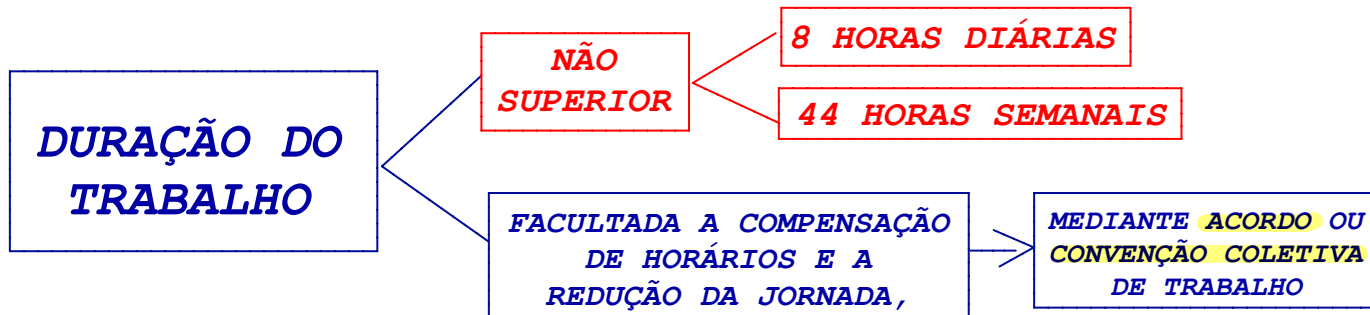 DURAÇÃO DO
TRABALHO
NÃO
SUPERIOR
8 HORAS DIÁRIAS
44 HORAS SEMANAIS
FACULTADA A COMPENSAÇÃO
DE HORÁRIOS E A
REDUÇÃO DA JORNADA,
MEDIANTE ACORDO OU
CONVENÇÃO COLETIVA
DE TRABALHO